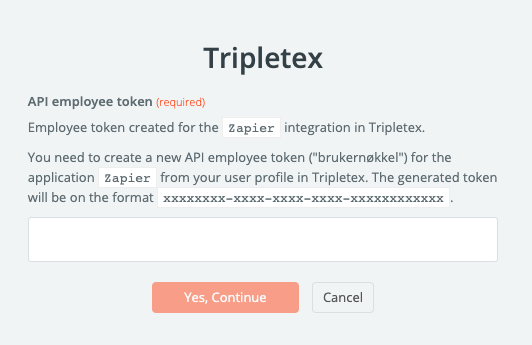 Tripletex
API employee token (required)
Employee token created for the Zapier integration in Tripletex.
You need to create a new API employee token ("brukernøkkel") for the
application Zapier from your user profile in Tripletex. The generated token
will be on the format xxxxxxxx-xxxx-xxxx-xxxx-xxxxxxxxxxxx .
Yes, Continue
Cancel